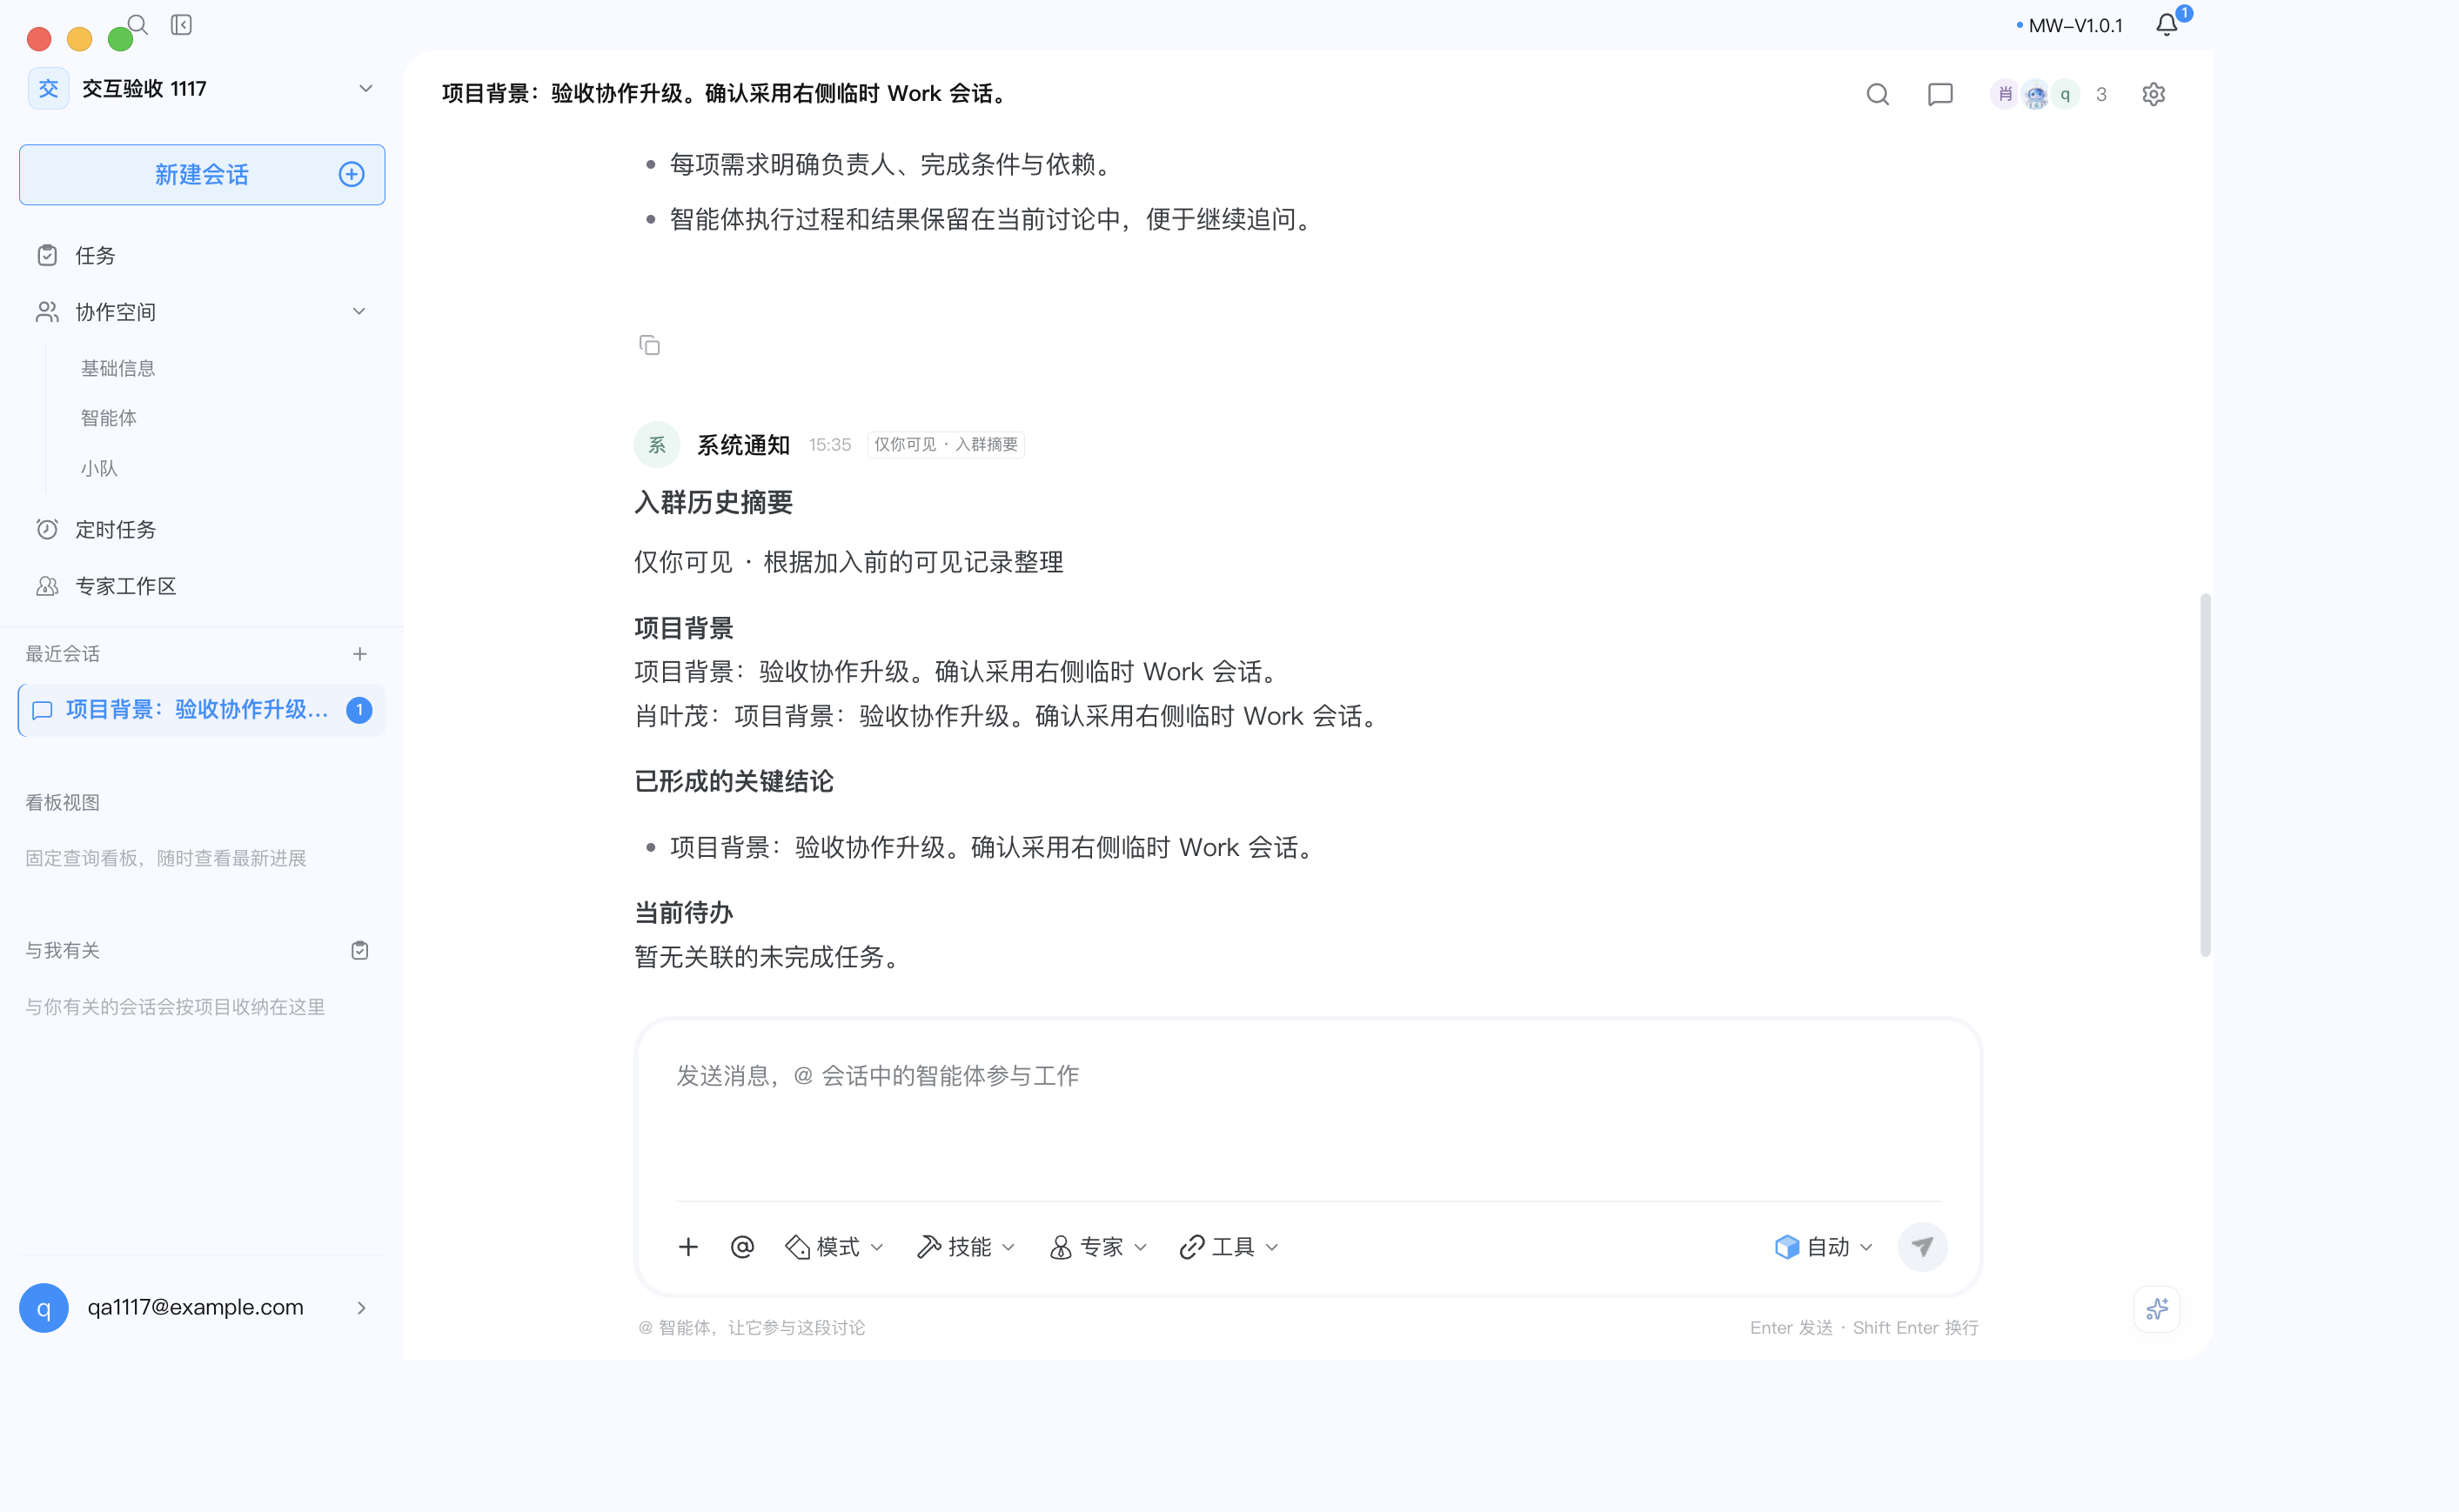 MW-V1.0.1
1
交
交互验收 1117
新建会话
任务
协作空间
基础信息
智能体
小队
定时任务
专家工作区
最近会话
项目背景：验收协作升级...
1
看板视图
固定查询看板，随时查看最新进展
与我有关
与你有关的会话会按项目收纳在这里
q
qa1117@example.com
项目背景：验收协作升级。确认采用右侧临时 Work 会话。
肖
q
3
每项需求明确负责人、完成条件与依赖。
智能体执行过程和结果保留在当前讨论中，便于继续追问。
系
系统通知
15:35
仅你可见 · 入群摘要
入群历史摘要
仅你可见 · 根据加入前的可见记录整理
项目背景
项目背景：验收协作升级。确认采用右侧临时 Work 会话。
肖叶茂：项目背景：验收协作升级。确认采用右侧临时 Work 会话。
已形成的关键结论
项目背景：验收协作升级。确认采用右侧临时 Work 会话。
当前待办
暂无关联的未完成任务。
发送消息，@ 会话中的智能体参与工作
模式
技能
专家
工具
自动
@ 智能体，让它参与这段讨论
Enter 发送 · Shift Enter 换行